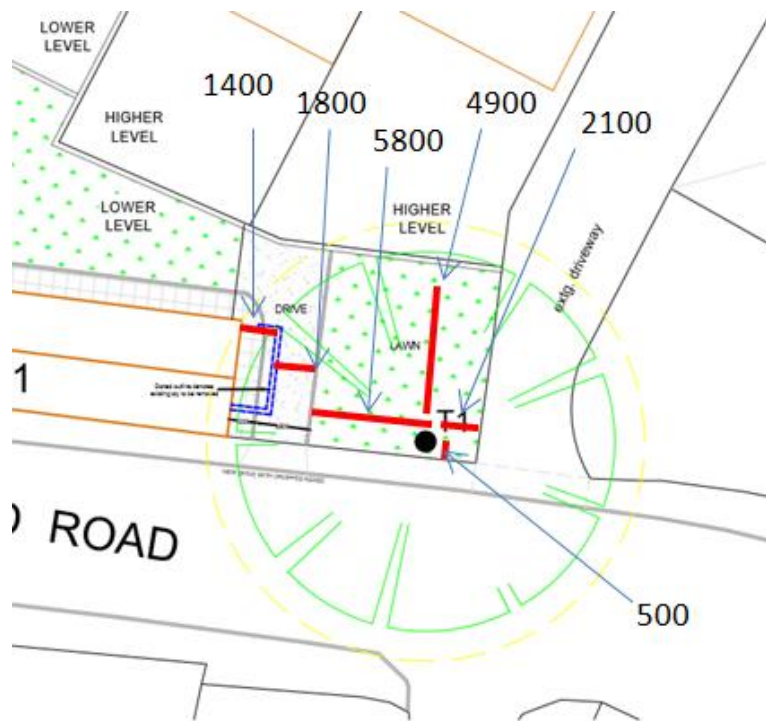 LOWER
LEVEL
1400
1800
4900
2100
5800
HIGHER
LEVEL
LOWER
LEVEL
HIGHER
LEVEL
extg. driveway
DRIVE
LAWN
1
T1
ROAD
500